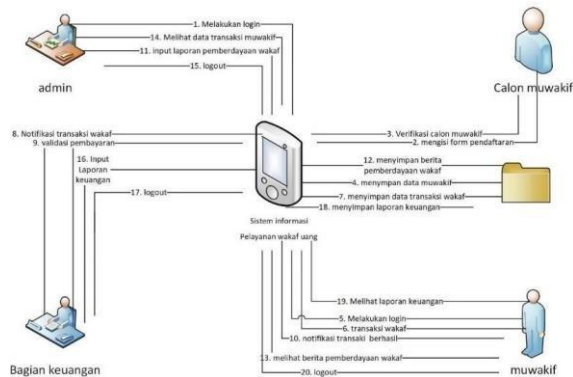 1. Melakukan login
14. Melihat data transaksi muwakif
11. input laporan pemberdayaan wakaf
15. logout
admin
Calon muwakif
3. Verifikasi calon muwakif
2. mengisi form pendaftaran
8. Notifikasi transaksi wakaf
9. validasi pembayaran
16. Input
Laporan
keuangan
17. logout
12. menyimpan berita
pemberdayaan wakaf
4. menympan data muwakif
7. menyimpan data transaksi wakaf
18. menyimpan laporan keuangan
Sistem informasi
Pelayanan wakaf uang
19. Melihat laporan keuangan
5. Melakukan login
6. transaksi wakaf
10. notifikasi transaki berhasil
13. melihat berita pemberdayaan wakaf
20. logout
Bagian keuangan
muwakif